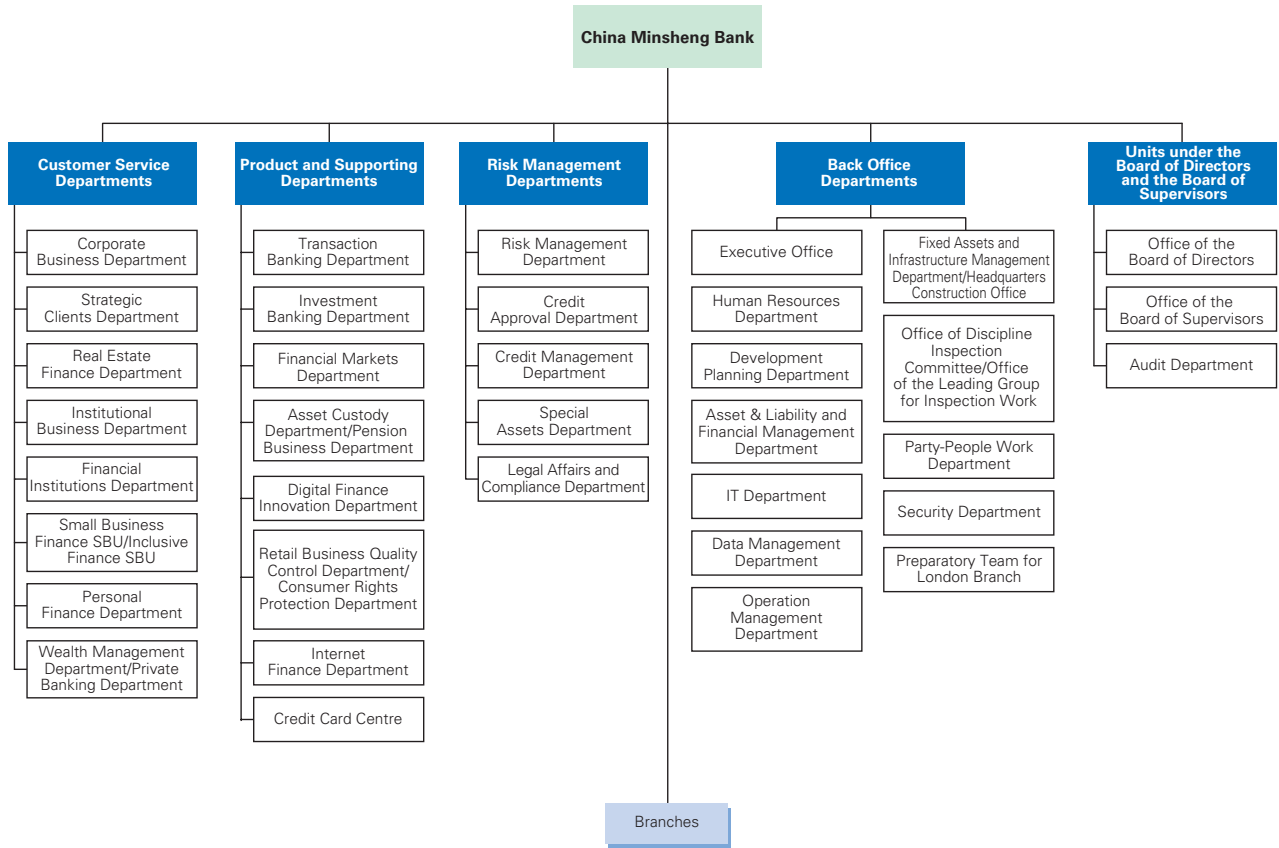 China Minsheng Bank
Customer Service
Departments
Corporate
Business Department
Strategic
Clients Department
Real Estate
Finance Department
Institutional
Business Department
Financial
Institutions Department
Small Business
Finance SBU/Inclusive
Finance SBU
Personal
Finance Department
Wealth Management
Department/Private
Banking Department
Product and Supporting
Departments
Transaction
Banking Department
Investment
Banking Department
Financial Markets
Department
Asset Custody
Department/Pension
Business Department
Digital Finance
Innovation Department
Retail Business Quality
Control Department/
Consumer Rights
Protection Department
Internet
Finance Department
Credit Card Centre
Risk Management
Departments
Risk Management
Department
Credit
Approval Department
Credit Management
Department
Special
Assets Department
Legal Affairs and
Compliance Department
Back Office
Departments
Executive Office
Human Resources
Department
Development
Planning Department
Asset & Liability and
Financial Management
Department
IT Department
Data Management
Department
Operation
Management
Department
Fixed Assets and
Infrastructure Management
Department/Headquarters
Construction Office
Office of Discipline
Inspection
Committee/Office
of the Leading Group
for Inspection Work
Party-People Work
Department
Security Department
Preparatory Team for
London Branch
Units under the
Board of Directors
and the Board of
Supervisors
Office of the
Board of Directors
Office of the
Board of Supervisors
Audit Department
Branches